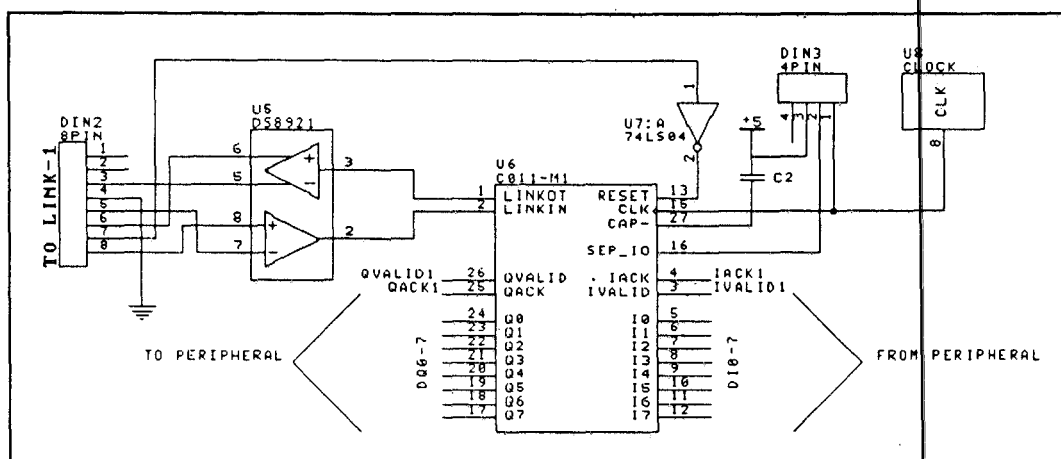 DIN3
4PIN
U8
CLOCK
CLK
8
4
3
2
1
+5
C2
1
U7:A
74LS04
2
DIN2
8PIN
TO LINK-1
1
2
3
4
5
6
7
8
U5
DS8921
6
5
3
8
7
2
U6
C011-M1
1 LINKOT
2 LINKIN
RESET 13
CLK 15
CAP- 27
SEP_IO 16
QVALID1 26 QVALID
QACK1 25 QACK
IACK 4 IACK1
IVALID 3 IVALID1
24 Q0
23 Q1
22 Q2
21 Q3
20 Q4
19 Q5
18 Q6
17 Q7
I0 5
I1 6
I2 7
I3 8
I4 9
I5 10
I6 11
I7 12
TO PERIPHERAL
DQ0-7
DI0-7
FROM PERIPHERAL